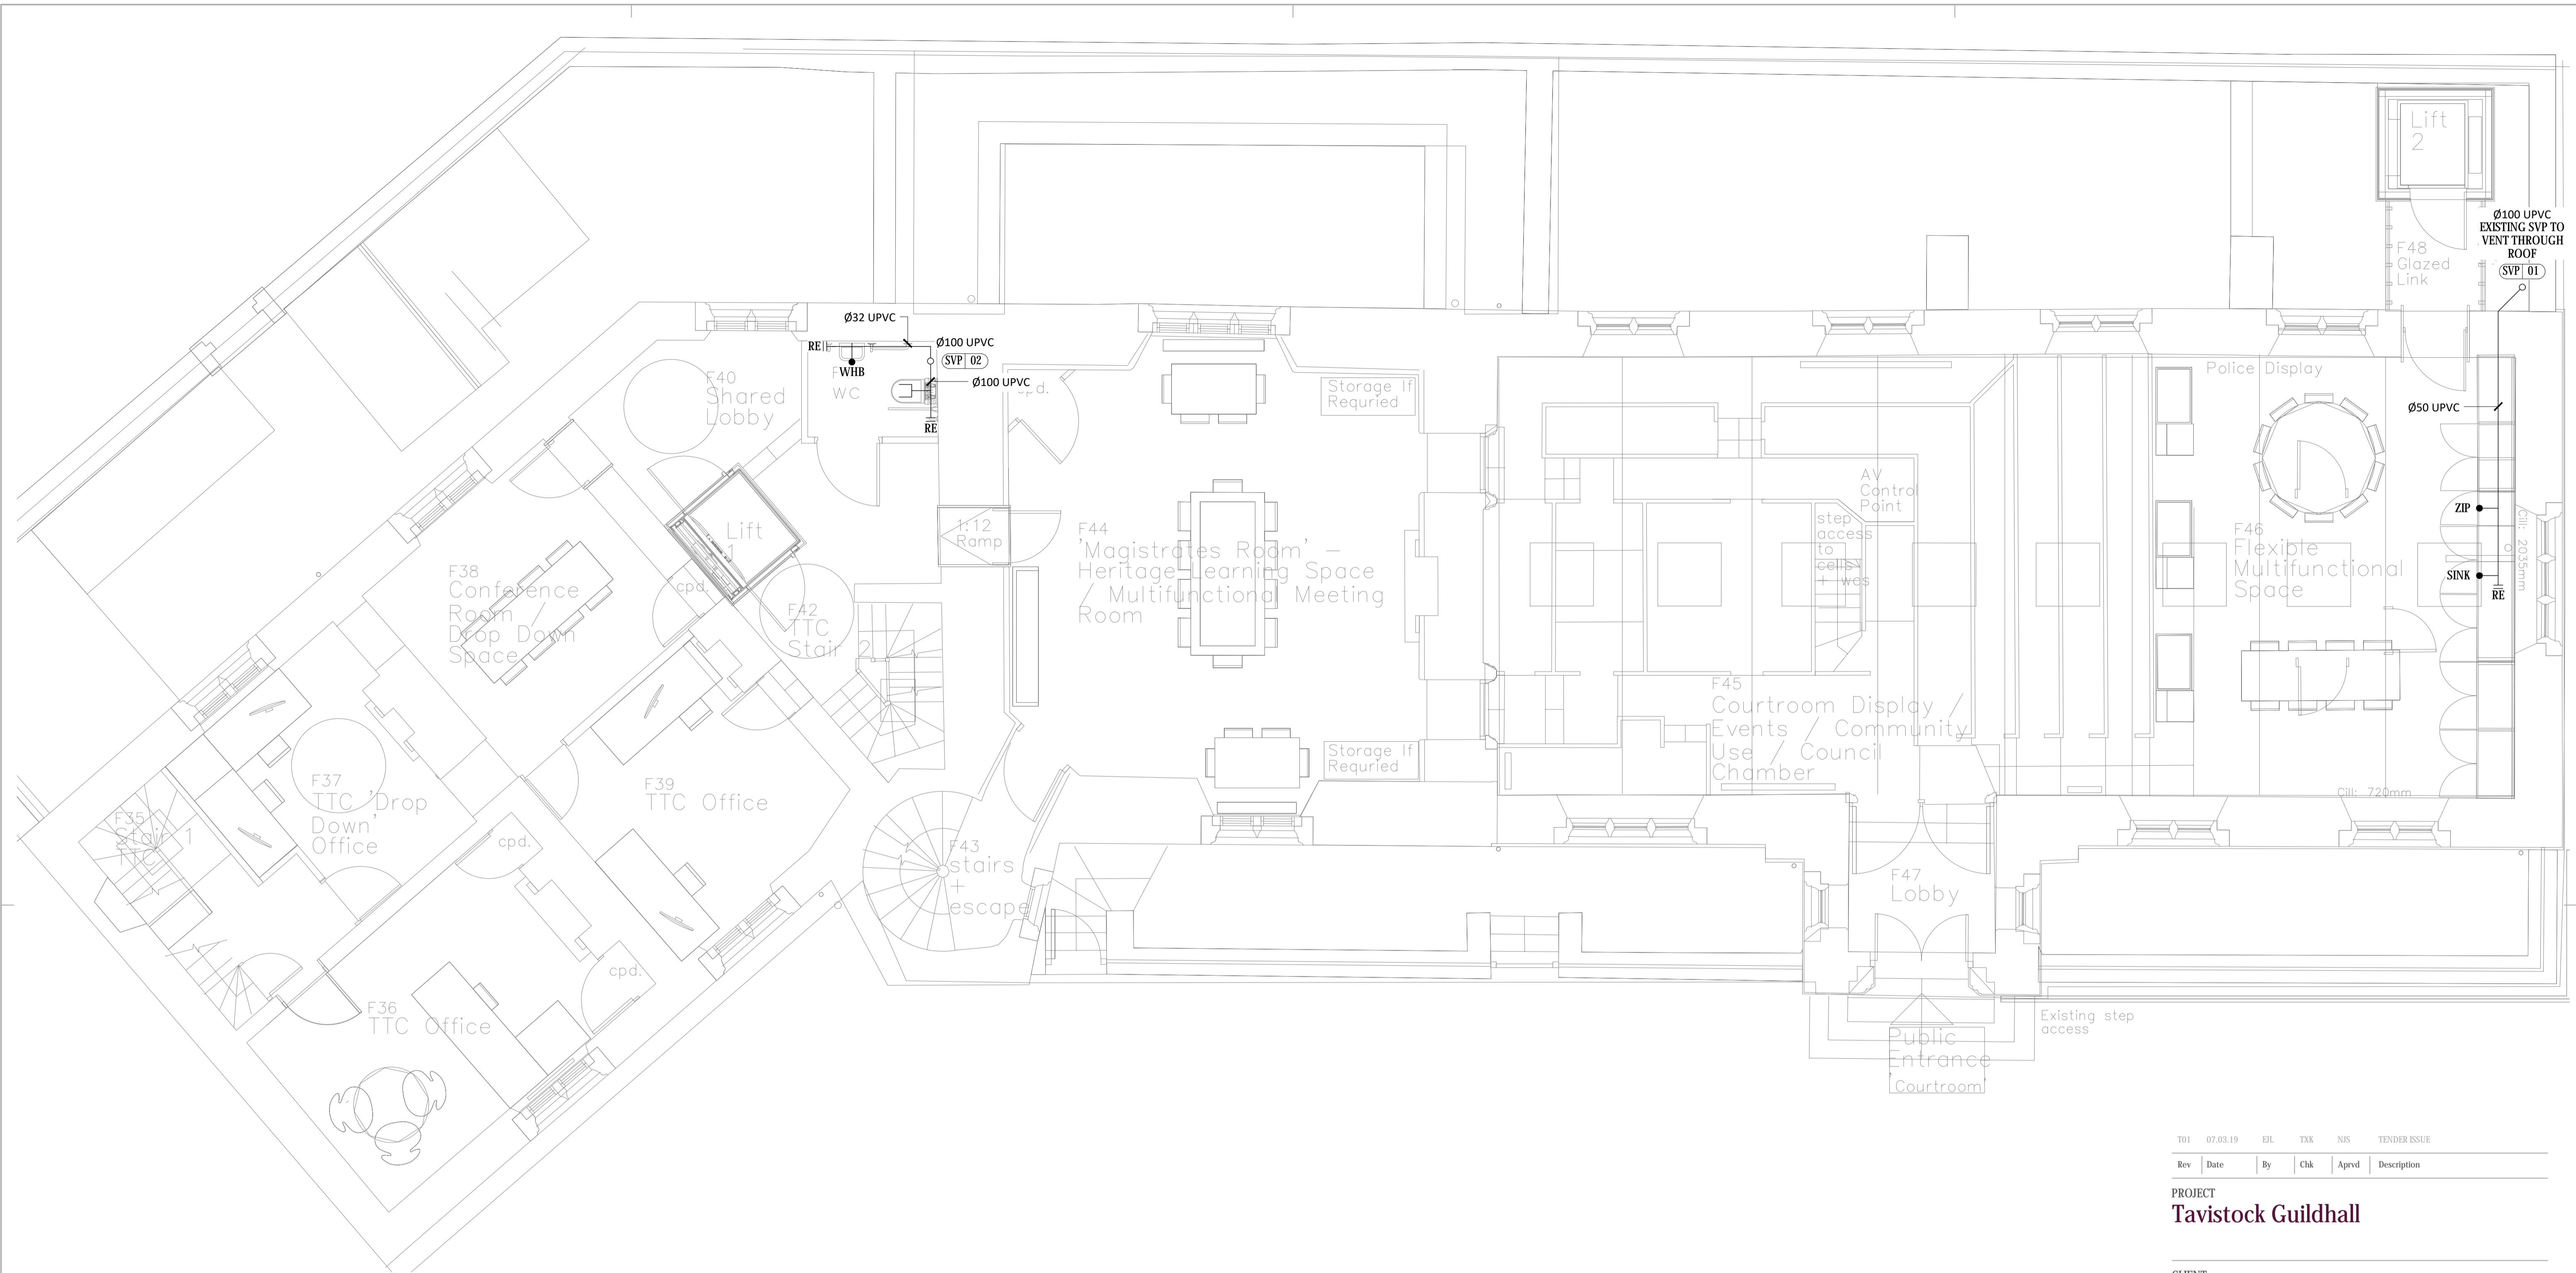 Lift
2
Ø100 UPVC
EXISTING SVP TO
VENT THROUGH
ROOF
SVP 01
F48
Glazed
Link
Ø32 UPVC
RE
WHB
F
WC
Ø100 UPVC
SVP 02
Ø100 UPVC
RE
cpd.
F40
Shared
Lobby
Storage If
Requried
Police Display
Ø50 UPVC
AV
Control
Point
step
access
to
cells
+ wcs
ZIP
SINK
RE
Cill: 2035mm
F46
Flexible
Multifunctional
Space
Lift
1
1:12
Ramp
F44
'Magistrates Room' –
Heritage Learning Space
/ Multifunctional Meeting
Room
F38
Conference
Room /
Drop Down
Space
cpd.
F42
TTC
Stair 2
F45
Courtroom Display /
Events / Community
Use / Council
Chamber
Storage If
Requried
Cill: 720mm
F37
TTC 'Drop
Down'
Office
F39
TTC Office
F35
Stair 1
TTC
cpd.
F43
stairs
+
escape
F47
Lobby
cpd.
F36
TTC Office
Existing step
access
Public
Entrance
'Courtroom'
T01 07.03.19 EJL TXK NJS TENDER ISSUE
Rev Date By Chk Aprvd Description
PROJECT
Tavistock Guildhall